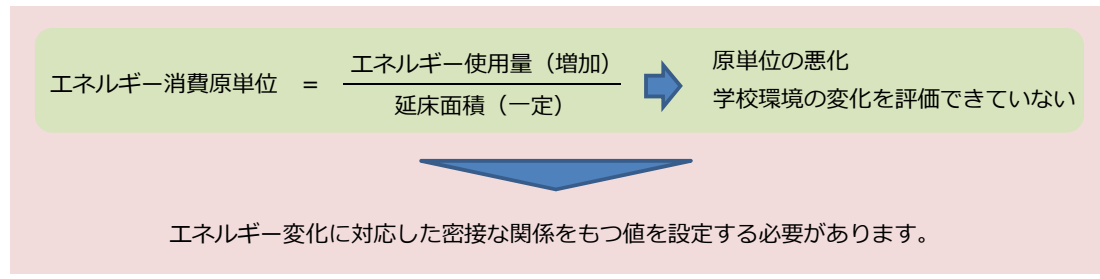 エネルギー消費原単位 = エネルギー使用量（増加）
延床面積（一定）
原単位の悪化
学校環境の変化を評価できていない
エネルギー変化に対応した密接な関係をもつ値を設定する必要があります。